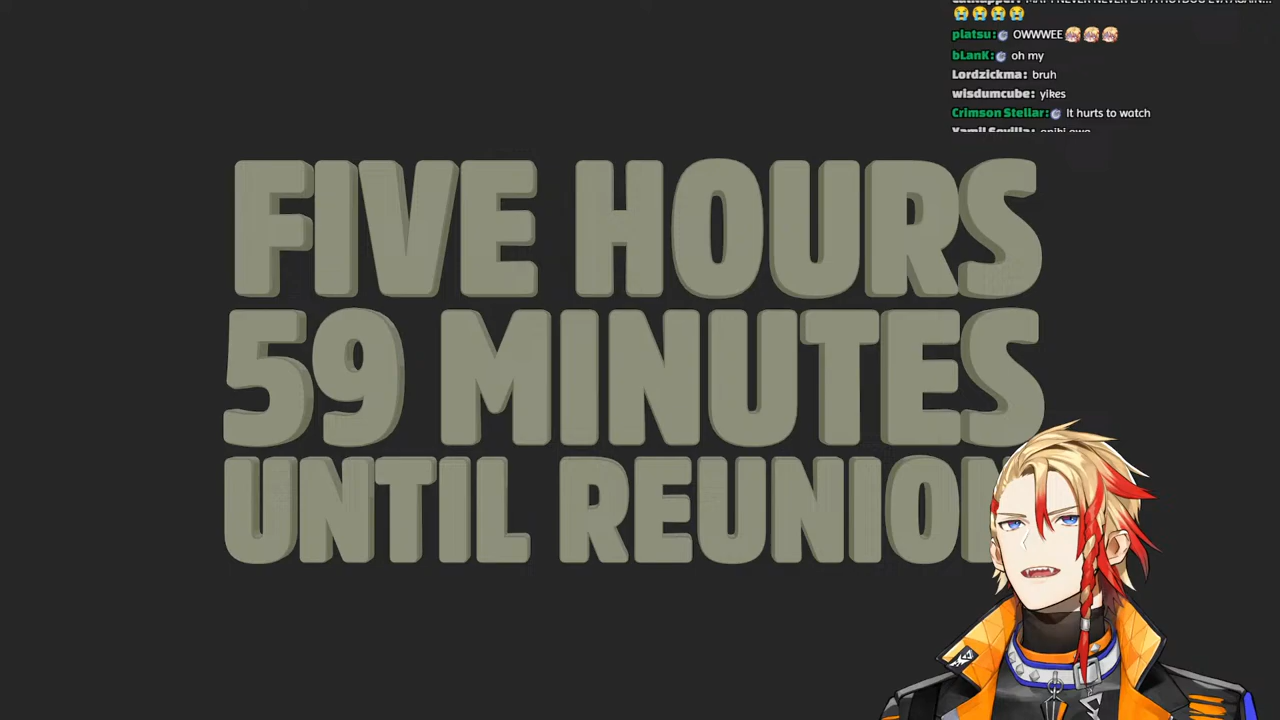 platsu: OWWWEE
bLanK: oh my
Lordzickma: bruh
wisdumcube: yikes
Crimson Stellar: It hurts to watch
FIVE HOURS
59 MINUTES
UNTIL REUNION